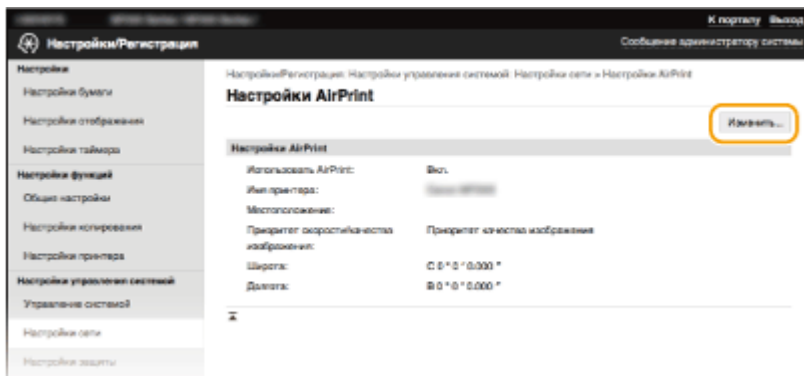 К порталу Выход
Настройки/Регистрация
Сообщение администратору системы
Настройки
Настройки бумаги
Настройки отображения
Настройки таймера
Настройки функций
Общие настройки
Настройки копирования
Настройки принтера
Настройки управления системой
Управление системой
Настройки сети
Настройки защиты
Настройки/Регистрация: Настройки управления системой: Настройки сети > Настройки AirPrint
Настройки AirPrint
Изменить...
Настройки AirPrint
Использовать AirPrint: Вкл.
Имя принтера:
Местоположение:
Приоритет скорости/качества изображения: Приоритет качества изображения
Широта: С 0 ° 0 ' 0.000 "
Долгота: В 0 ° 0 ' 0.000 "